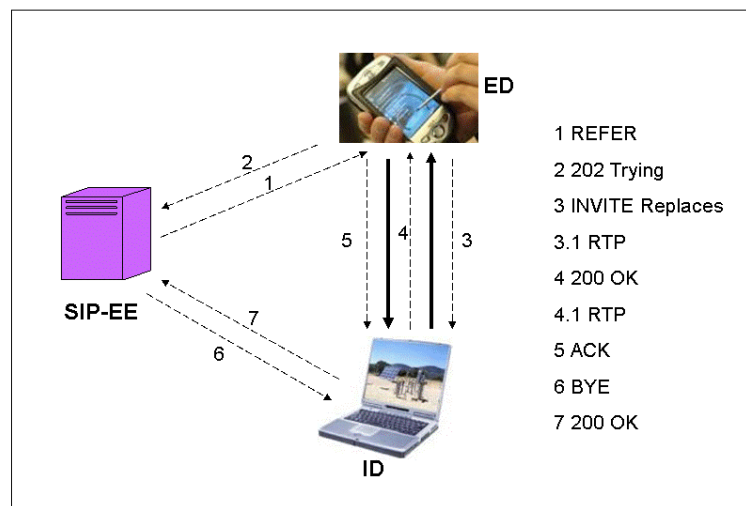 ED
1 REFER
2 202 Trying
3 INVITE Replaces
3.1 RTP
4 200 OK
4.1 RTP
5 ACK
6 BYE
7 200 OK
2
1
5
4
3
SIP-EE
7
6
ID